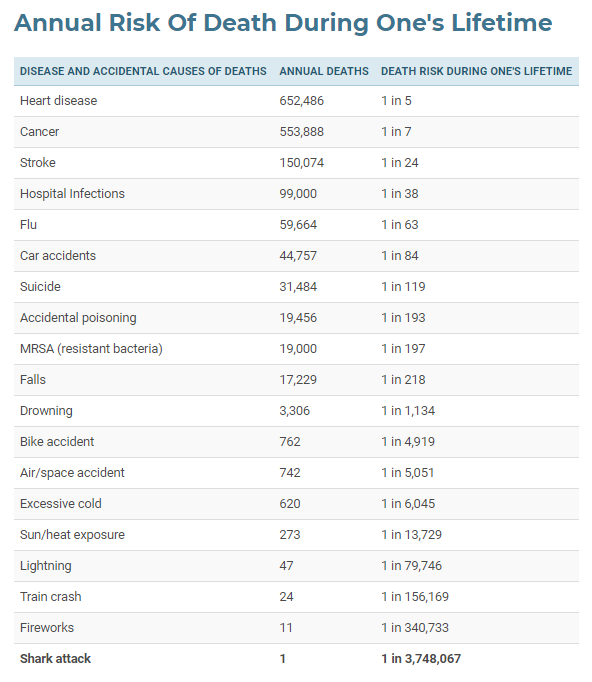 Annual Risk Of Death During One's Lifetime
DISEASE AND ACCIDENTAL CAUSES OF DEATHS ANNUAL DEATHS DEATH RISK DURING ONE'S LIFETIME
Heart disease 652,486 1 in 5
Cancer 553,888 1 in 7
Stroke 150,074 1 in 24
Hospital Infections 99,000 1 in 38
Flu 59,664 1 in 63
Car accidents 44,757 1 in 84
Suicide 31,484 1 in 119
Accidental poisoning 19,456 1 in 193
MRSA (resistant bacteria) 19,000 1 in 197
Falls 17,229 1 in 218
Drowning 3,306 1 in 1,134
Bike accident 762 1 in 4,919
Air/space accident 742 1 in 5,051
Excessive cold 620 1 in 6,045
Sun/heat exposure 273 1 in 13,729
Lightning 47 1 in 79,746
Train crash 24 1 in 156,169
Fireworks 11 1 in 340,733
Shark attack 1 1 in 3,748,067